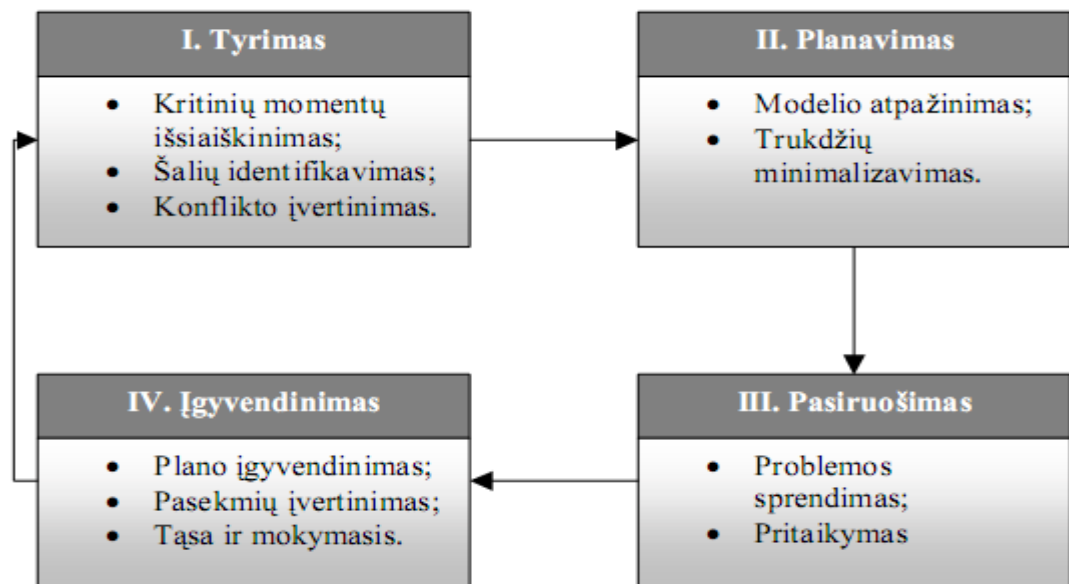 I. Tyrimas
• Kritinių momentų
išsiaiškinimas;
• Šalių identifikavimas;
• Konflikto įvertinimas.
II. Planavimas
• Modelio atpažinimas;
• Trukdžių
minimalizavimas.
III. Pasiruošimas
• Problemos
sprendimas;
• Pritaikymas
IV. Įgyvendinimas
• Plano įgyvendinimas;
• Pasekmių įvertinimas;
• Tąsa ir mokymasis.